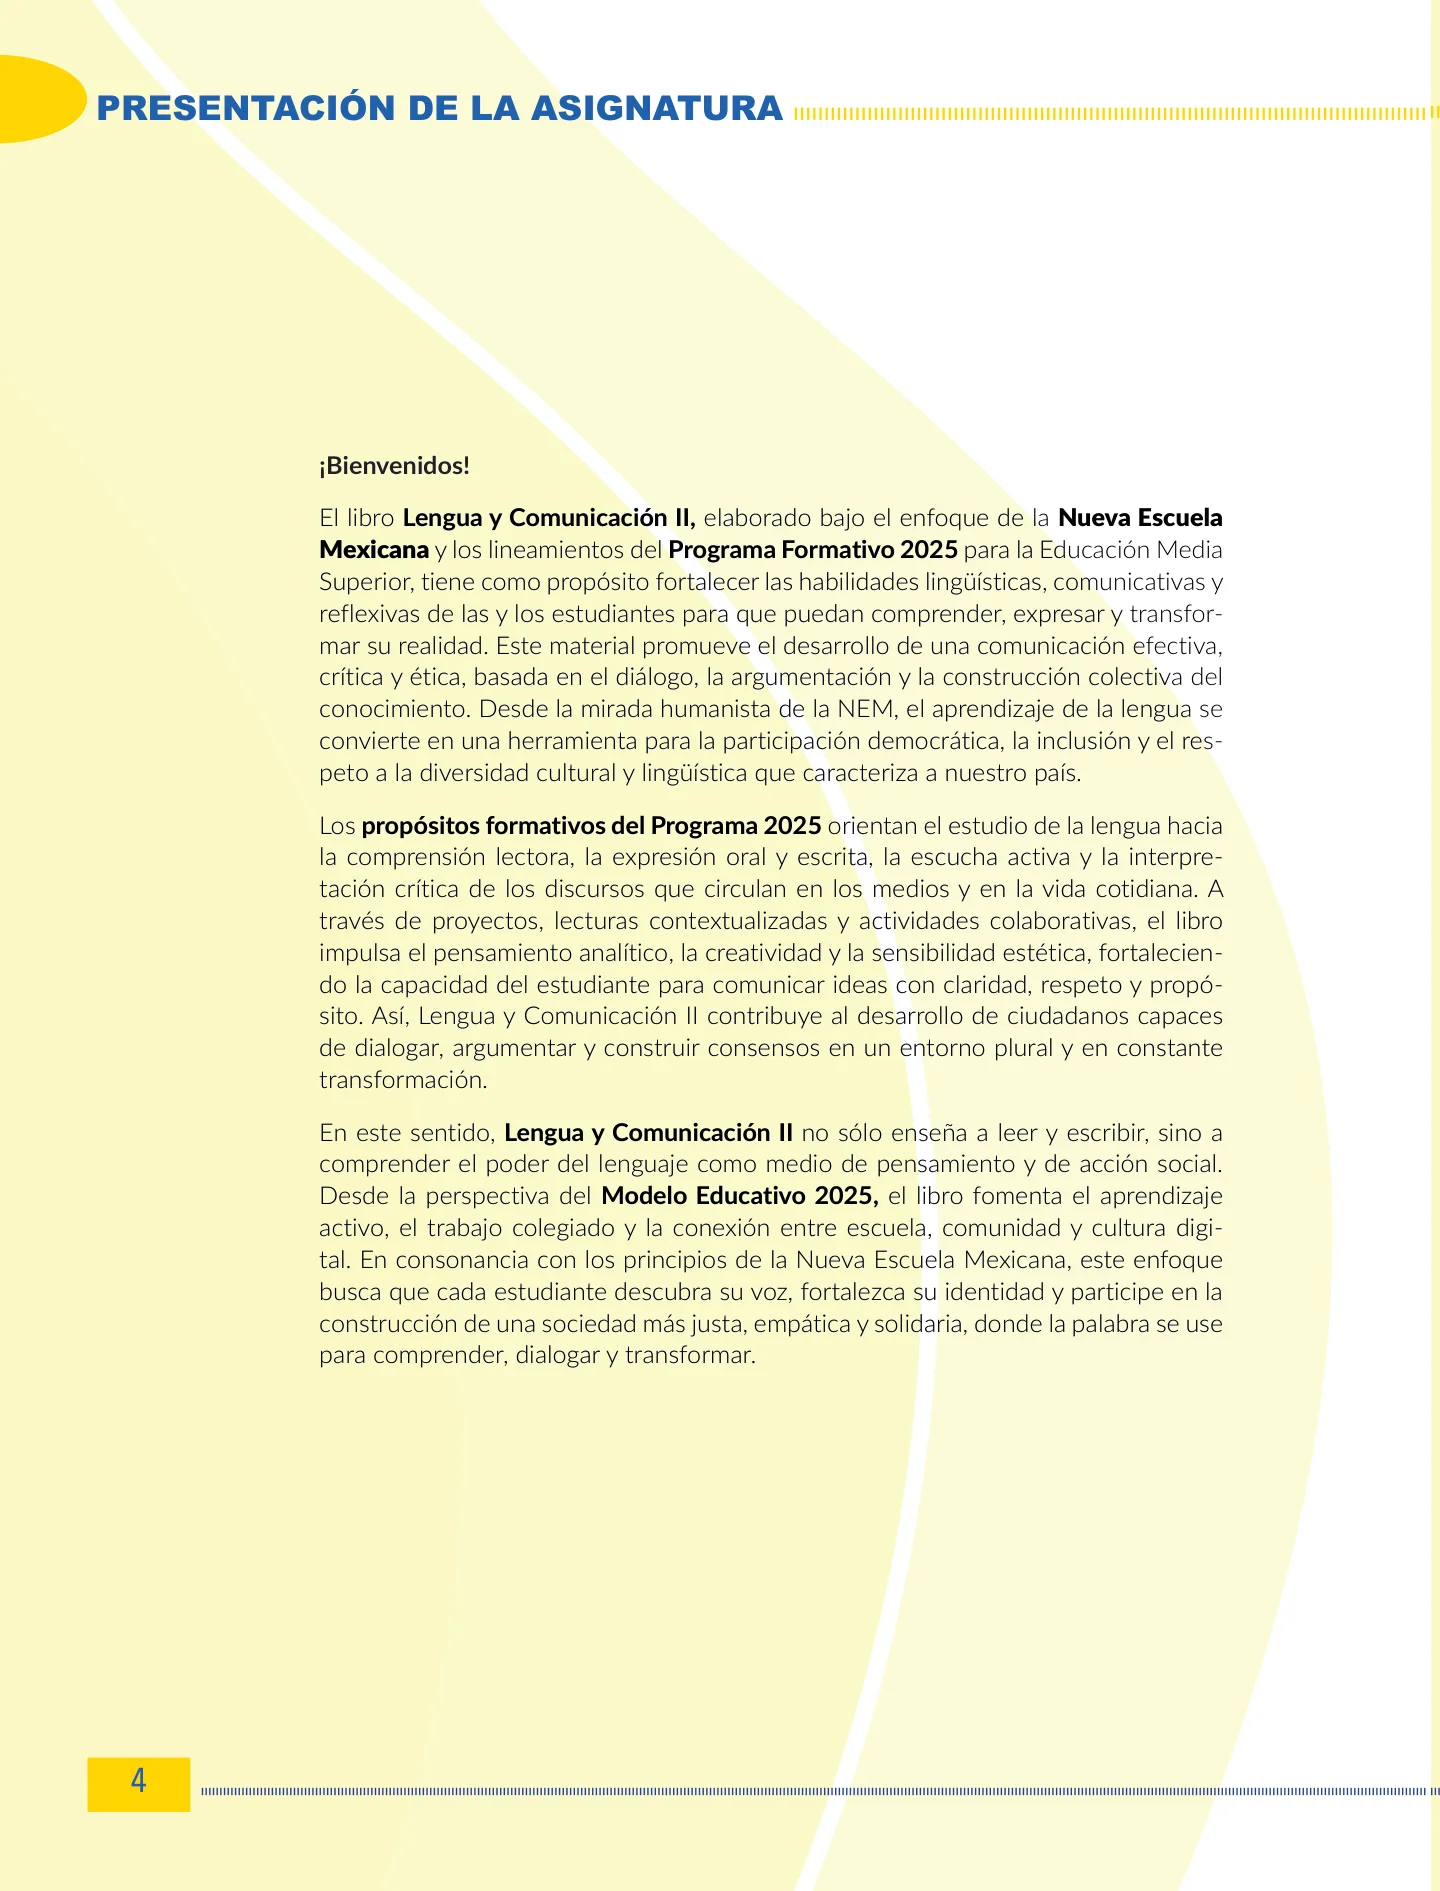 PRESENTACIÓN DE LA ASIGNATURA
¡Bienvenidos!
El libro Lengua y Comunicación II, elaborado bajo el enfoque de la Nueva Escuela
Mexicana y los lineamientos del Programa Formativo 2025 para la Educación Media
Superior, tiene como propósito fortalecer las habilidades lingüísticas, comunicativas y
reflexivas de las y los estudiantes para que puedan comprender, expresar y transfor-
mar su realidad. Este material promueve el desarrollo de una comunicación efectiva,
crítica y ética, basada en el diálogo, la argumentación y la construcción colectiva del
conocimiento. Desde la mirada humanista de la NEM, el aprendizaje de la lengua se
convierte en una herramienta para la participación democrática, la inclusión y el res-
peto a la diversidad cultural y lingüística que caracteriza a nuestro país.
Los propósitos formativos del Programa 2025 orientan el estudio de la lengua hacia
la comprensión lectora, la expresión oral y escrita, la escucha activa y la interpre-
tación crítica de los discursos que circulan en los medios y en la vida cotidiana. A
través de proyectos, lecturas contextualizadas y actividades colaborativas, el libro
impulsa el pensamiento analítico, la creatividad y la sensibilidad estética, fortalecien-
do la capacidad del estudiante para comunicar ideas con claridad, respeto y propó-
sito. Así, Lengua y Comunicación II contribuye al desarrollo de ciudadanos capaces
de dialogar, argumentar y construir consensos en un entorno plural y en constante
transformación.
En este sentido, Lengua y Comunicación II no sólo enseña a leer y escribir, sino a
comprender el poder del lenguaje como medio de pensamiento y de acción social.
Desde la perspectiva del Modelo Educativo 2025, el libro fomenta el aprendizaje
activo, el trabajo colegiado y la conexión entre escuela, comunidad y cultura digi-
tal. En consonancia con los principios de la Nueva Escuela Mexicana, este enfoque
busca que cada estudiante descubra su voz, fortalezca su identidad y participe en la
construcción de una sociedad más justa, empática y solidaria, donde la palabra se use
para comprender, dialogar y transformar.
4